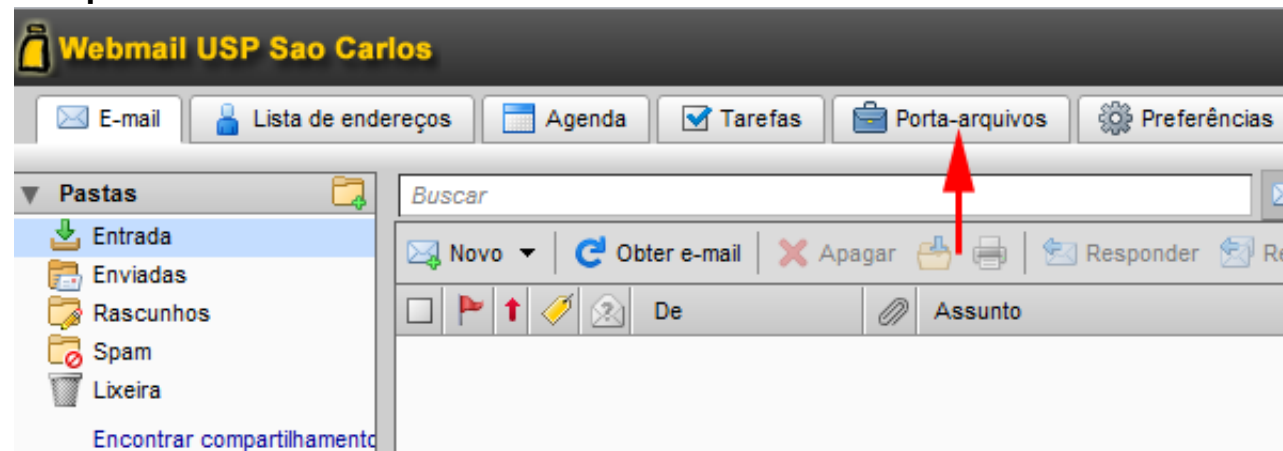 Webmail USP Sao Carlos
E-mail Lista de endereços Agenda Tarefas Porta-arquivos Preferências
Pastas
Buscar
Entrada
Novo Obter e-mail Apagar Responder Re
Enviadas
De Assunto
Rascunhos
Spam
Lixeira
Encontrar compartilhamento